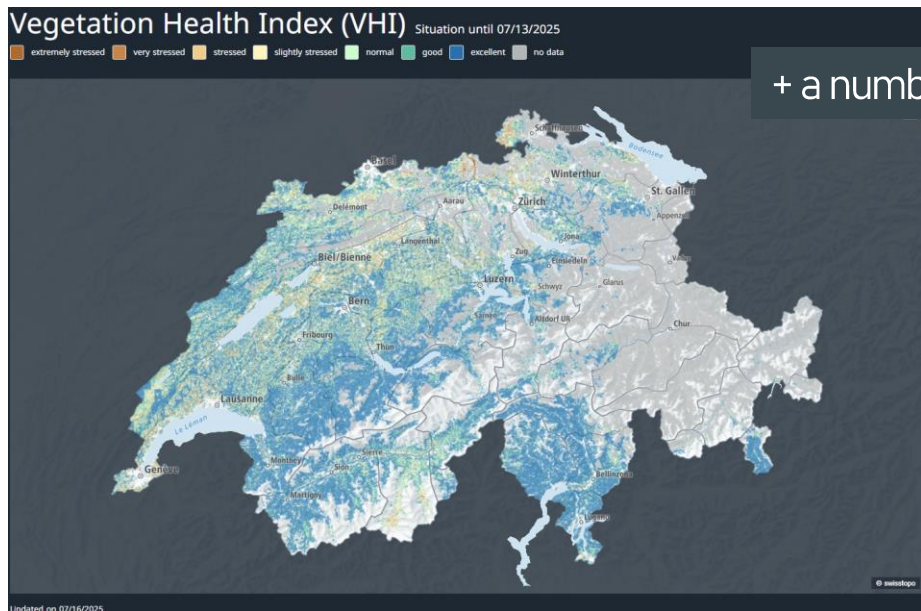 Vegetation Health Index (VHI) Situation until 07/13/2025
extremely stressed very stressed stressed slightly stressed normal good excellent no data
+ a numb
Schaffhausen
Bodensee
Basel
Winterthur
St. Gallen
Delémont
Aarau
Zürich
Appenzell
Langenthal
Jona
Biel/Bienne
Zug
Einsiedeln
Vaduz
Luzern
Schwyz
Glarus
Bern
Sarnen
Altdorf UR
Chur
Fribourg
Thun
Bulle
Lausanne
Le Léman
Monthey
Sierre
Sion
Genève
Bellinzona
Martigny
Lugano
© swisstopo
Updated on 07/16/2025